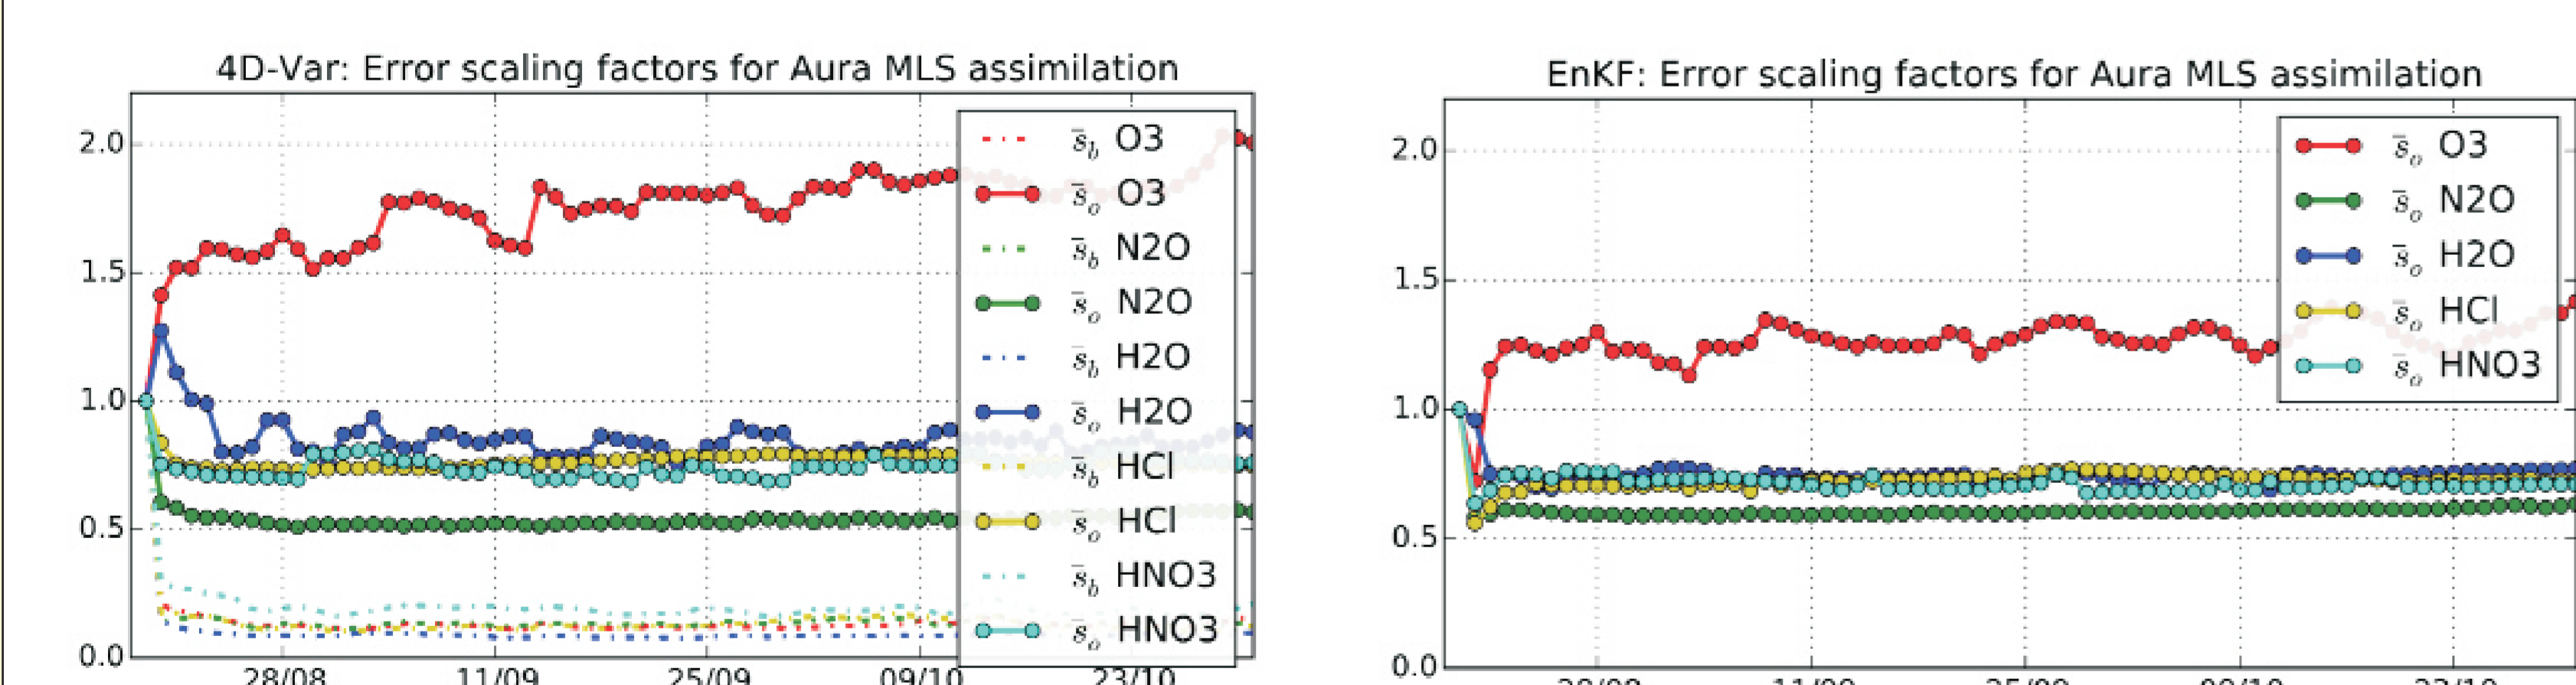 4D-Var: Error scaling factors for Aura MLS assimilation
2.0
1.5
1.0
0.5
0.0
28/08 11/09 25/09 09/10 23/10
s̄b O3
s̄o O3
s̄b N2O
s̄o N2O
s̄b H2O
s̄o H2O
s̄b HCl
s̄o HCl
s̄b HNO3
s̄o HNO3
EnKF: Error scaling factors for Aura MLS assimilation
2.0
1.5
1.0
0.5
0.0
s̄o O3
s̄o N2O
s̄o H2O
s̄o HCl
s̄o HNO3